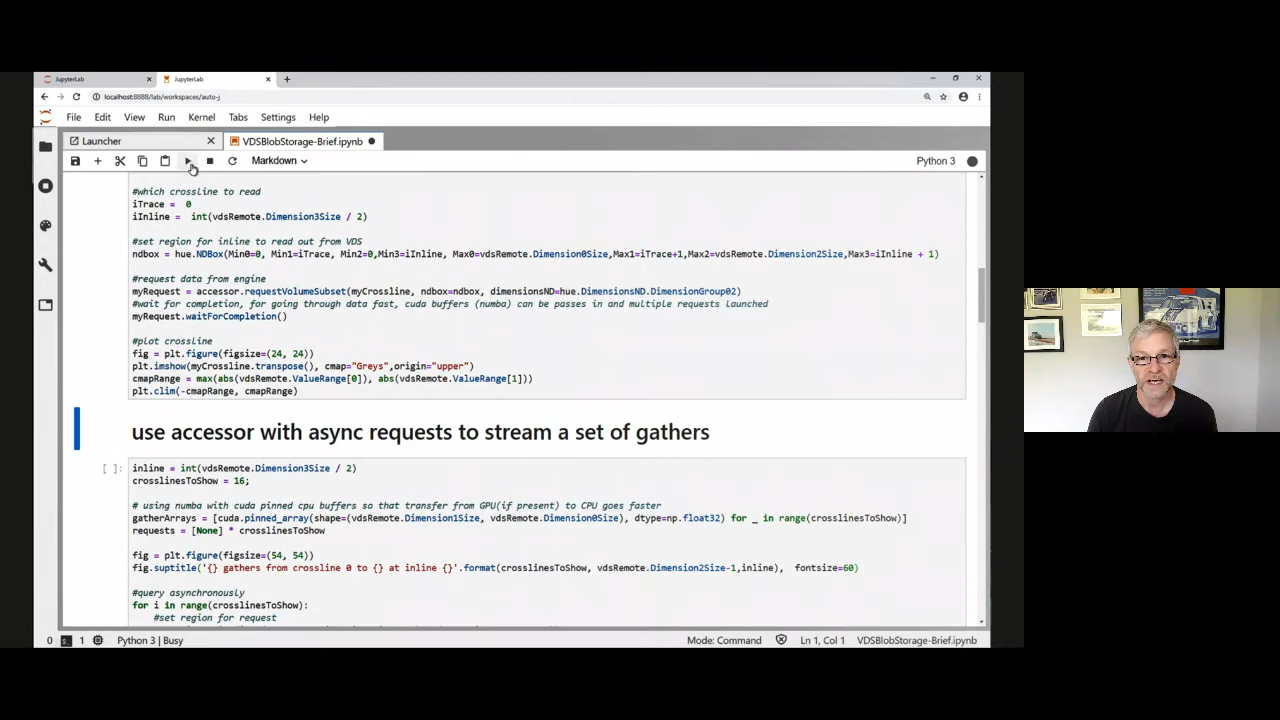 JupyterLab
JupyterLab
localhost:8888/lab/workspaces/auto-j
File Edit View Run Kernel Tabs Settings Help
Launcher
VDSBlobStorage-Brief.ipynb
Markdown
Python 3
#which crossline to read
iTrace = 0
iInline = int(vdsRemote.Dimension3Size / 2)
#set region for inline to read out from VDS
ndbox = hue.NDBox(Min0=0, Min1=iTrace, Min2=0,Min3=iInline, Max0=vdsRemote.Dimension0Size,Max1=iTrace+1,Max2=vdsRemote.Dimension2Size,Max3=iInline + 1)
#request data from engine
myRequest = accessor.requestVolumeSubset(myCrossline, ndbox=ndbox, dimensionsND=hue.DimensionsND.DimensionGroup02)
#wait for completion, for going through data fast, cuda buffers (numba) can be passes in and multiple requests launched
myRequest.waitForCompletion()
#plot crossline
fig = plt.figure(figsize=(24, 24))
plt.imshow(myCrossline.transpose(), cmap="Greys",origin="upper")
cmapRange = max(abs(vdsRemote.ValueRange[0]), abs(vdsRemote.ValueRange[1]))
plt.clim(-cmapRange, cmapRange)
use accessor with async requests to stream a set of gathers
[ ]:
inline = int(vdsRemote.Dimension3Size / 2)
crosslinesToShow = 16;
# using numba with cuda pinned cpu buffers so that transfer from GPU(if present) to CPU goes faster
gatherArrays = [cuda.pinned_array(shape=(vdsRemote.Dimension1Size, vdsRemote.Dimension0Size), dtype=np.float32) for _ in range(crosslinesToShow)]
requests = [None] * crosslinesToShow
fig = plt.figure(figsize=(54, 54))
fig.suptitle('{} gathers from crossline 0 to {} at inline {}'.format(crosslinesToShow, vdsRemote.Dimension2Size-1,inline), fontsize=60)
#query asynchronously
for i in range(crosslinesToShow):
#set region for request
0 1 Python 3 | Busy
Mode: Command
Ln 1, Col 1
VDSBlobStorage-Brief.ipynb